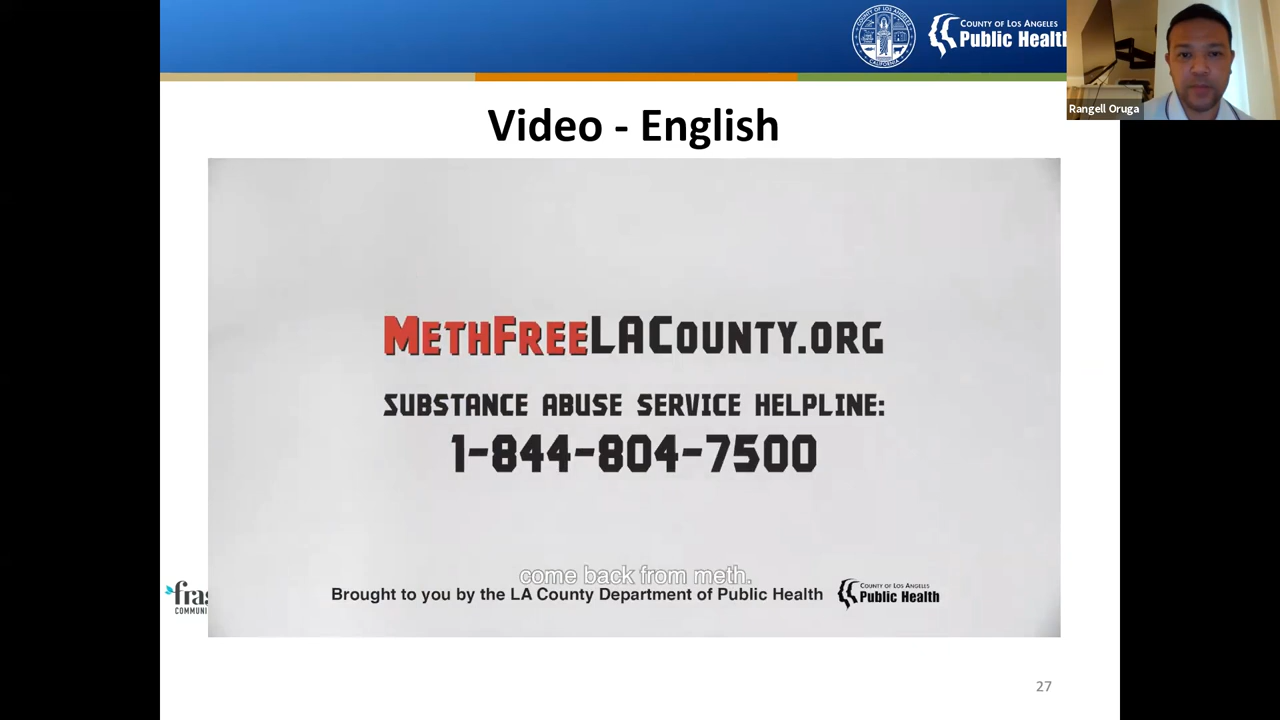 COUNTY OF LOS ANGELES
Public Health
Rangell Oruga
Video - English
METHFREELACOUNTY.ORG
SUBSTANCE ABUSE SERVICE HELPLINE:
1-844-804-7500
come back from meth.
Brought to you by the LA County Department of Public Health
COUNTY OF LOS ANGELES
Public Health
fras
COMMUNI
27